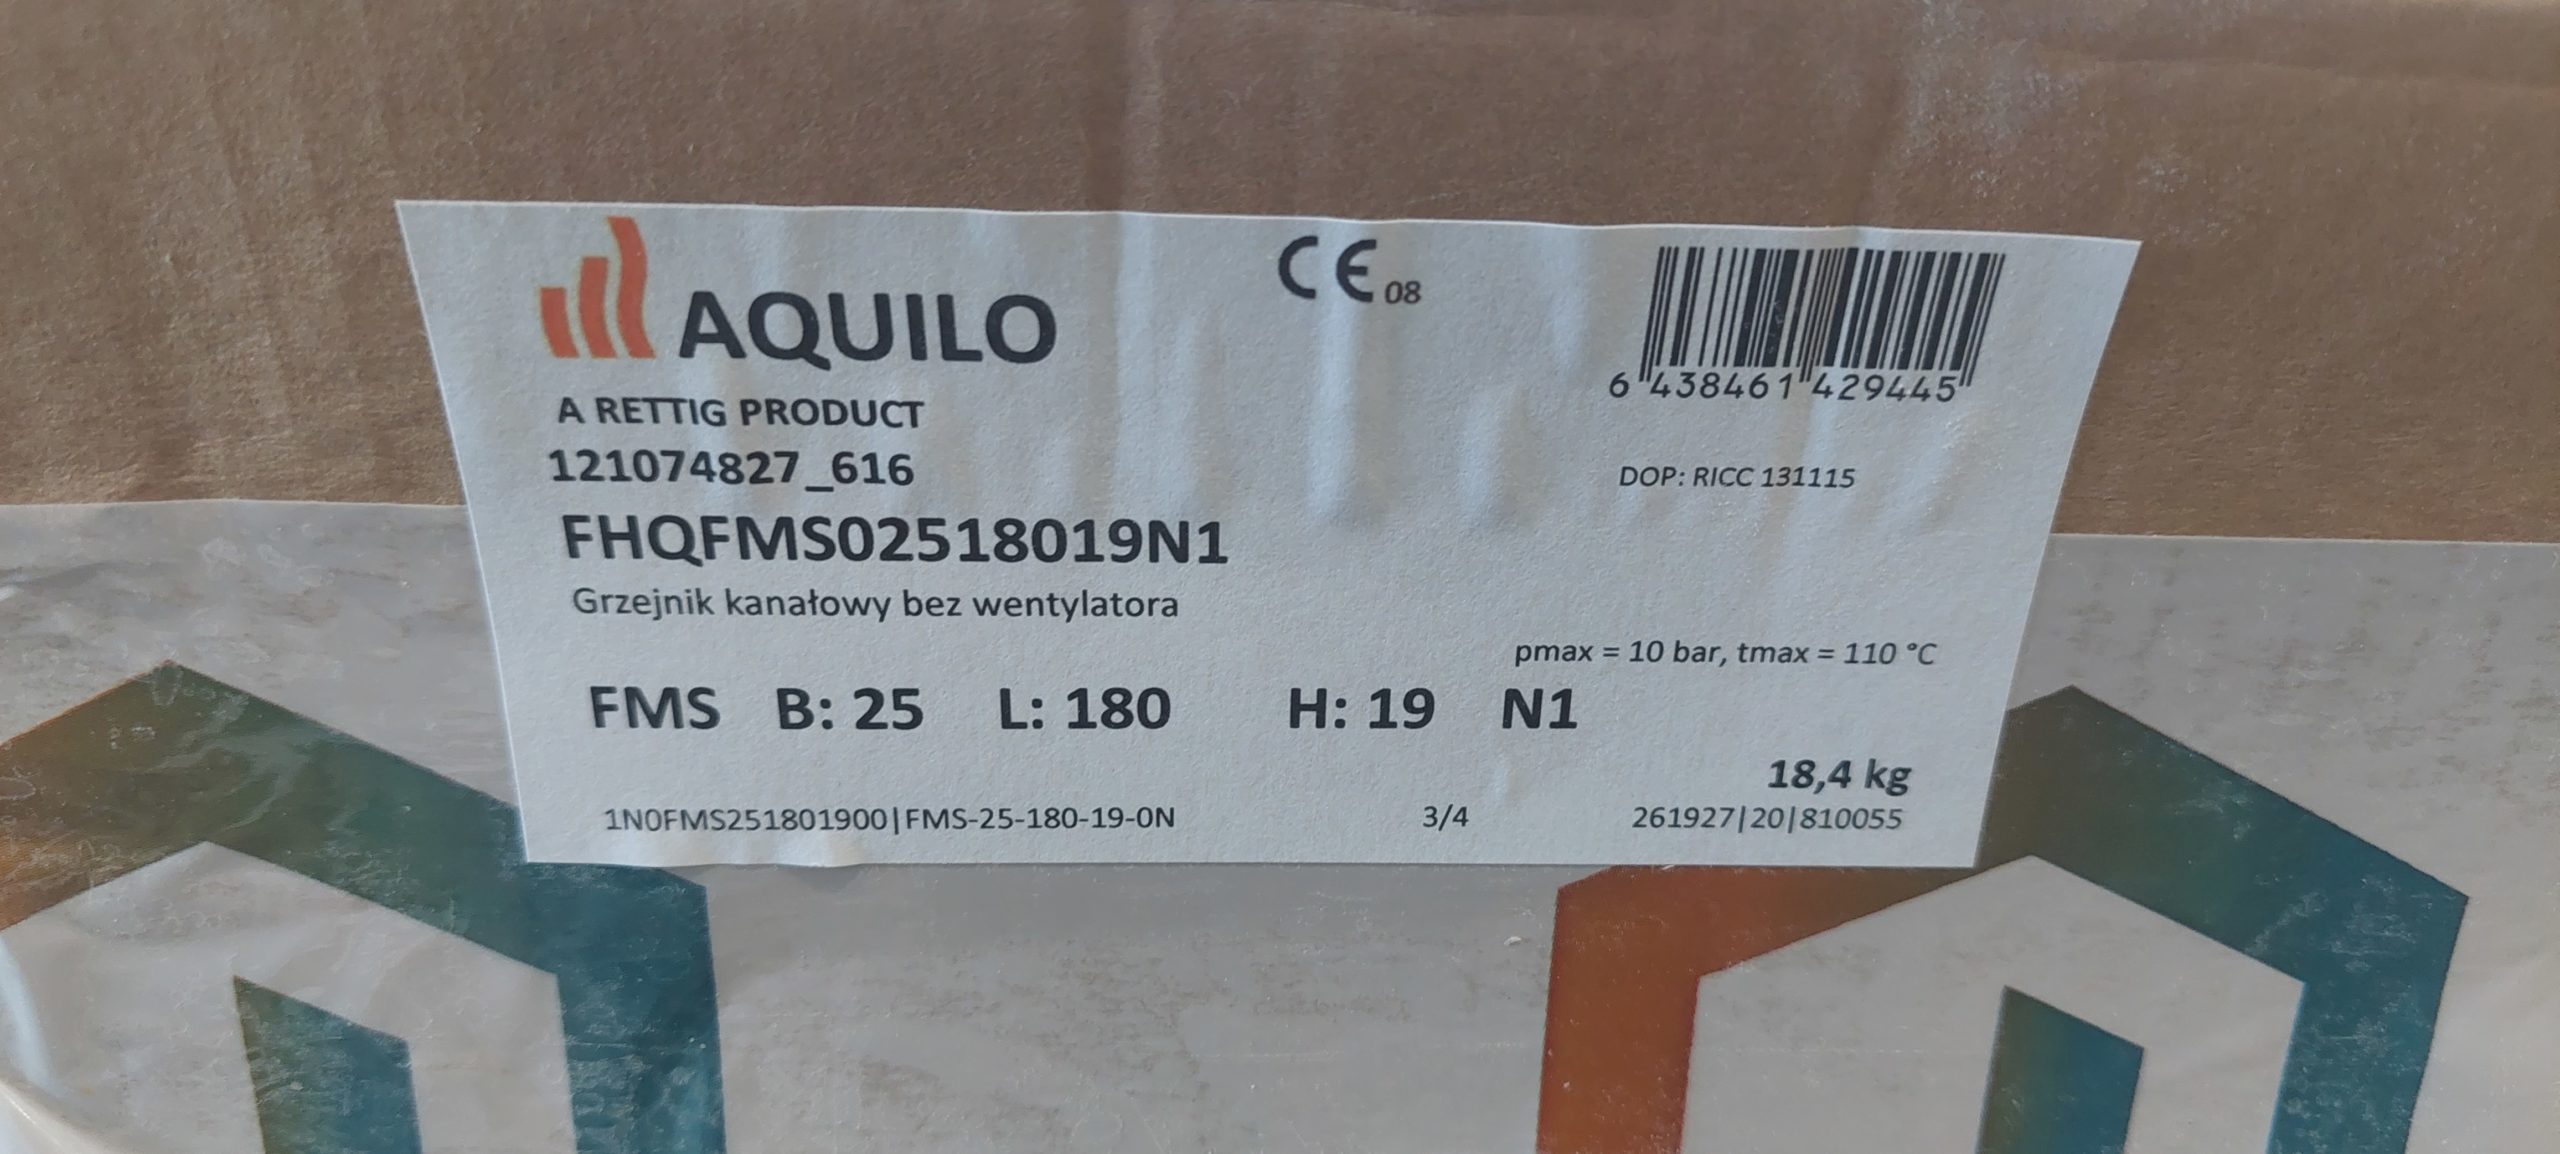 AQUILO
CE 08
6 438461 429445
A RETTIG PRODUCT
121074827_616
DOP: RICC 131115
FHQFMS02518019N1
Grzejnik kanałowy bez wentylatora
pmax = 10 bar, tmax = 110 °C
FMS B: 25 L: 180 H: 19 N1
18,4 kg
1N0FMS251801900|FMS-25-180-19-0N 3/4 261927|20|810055